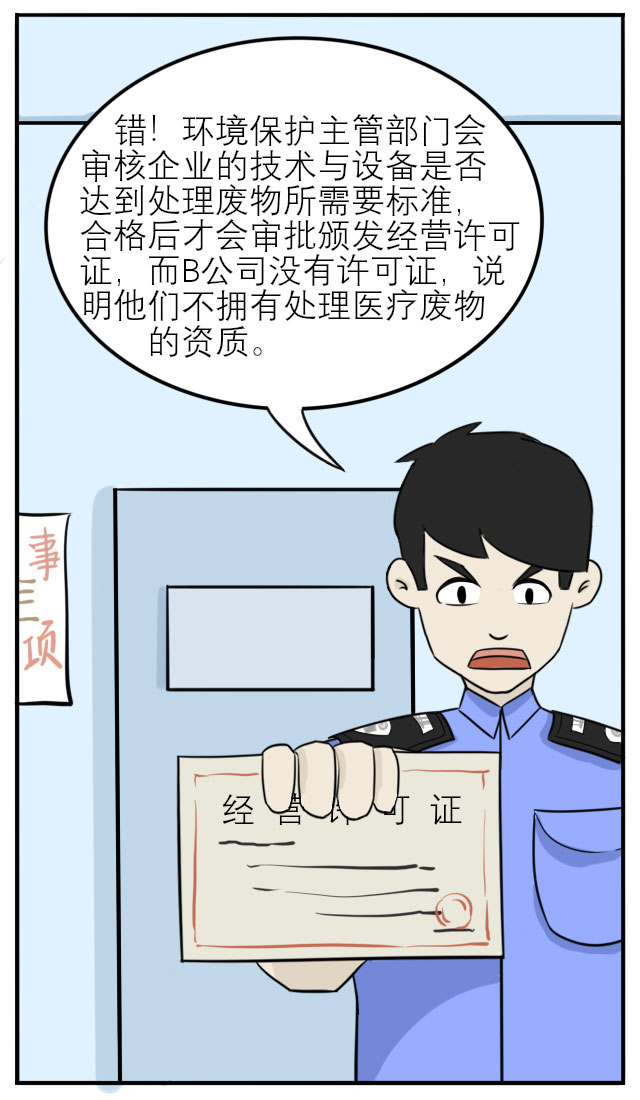 错！环境保护主管部门会
审核企业的技术与设备是否
达到处理废物所需要标准，
合格后才会审批颁发经营许可
证，而B公司没有许可证，说
明他们不拥有处理医疗废物
的资质。
事
三
项
经营许可证